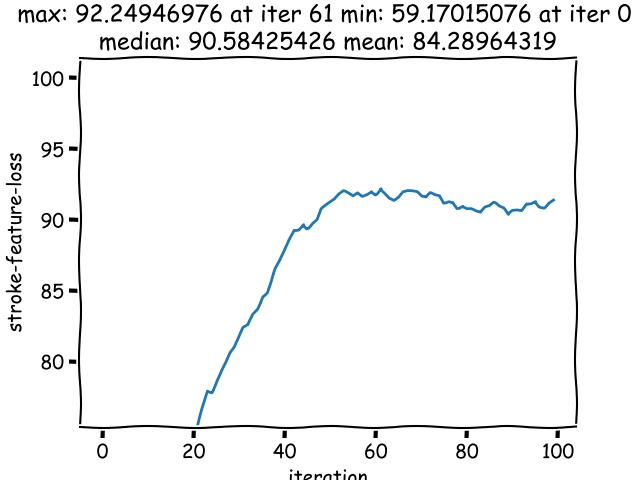 max: 92.24946976 at iter 61 min: 59.17015076 at iter 0
median: 90.58425426 mean: 84.28964319
100
95
90
85
80
stroke-feature-loss
0 20 40 60 80 100
iteration